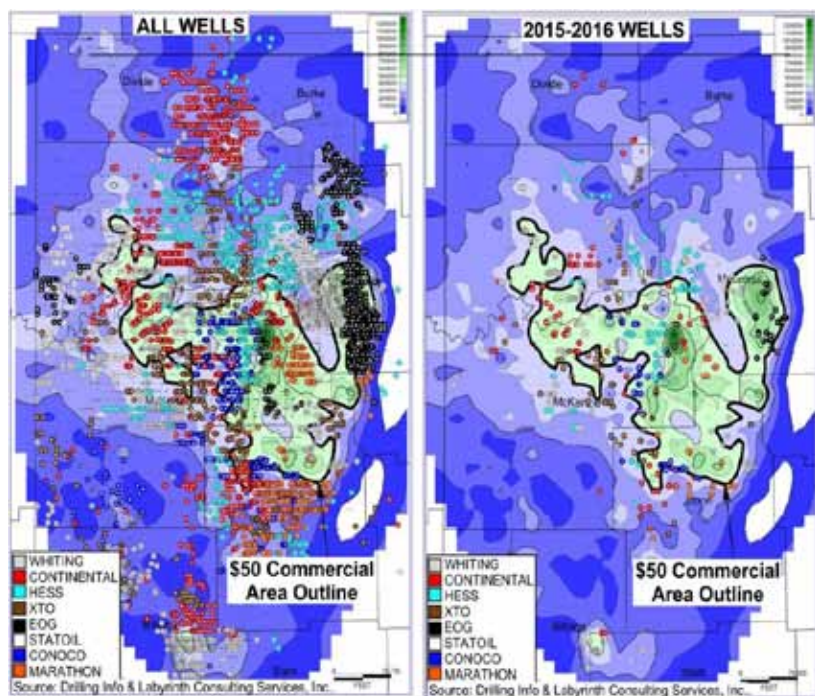 ALL WELLS
Divide
Burke
WHITING
CONTINENTAL
HESS
XTO
EOG
STATOIL
CONOCO
MARATHON
$50 Commercial
Area Outline
Source: Drilling Info & Labyrinth Consulting Services, Inc.
2015-2016 WELLS
Divide
Burke
McKenzie
Billings
WHITING
CONTINENTAL
HESS
XTO
EOG
STATOIL
CONOCO
MARATHON
$50 Commercial
Area Outline
Source: Drilling Info & Labyrinth Consulting Services, Inc.